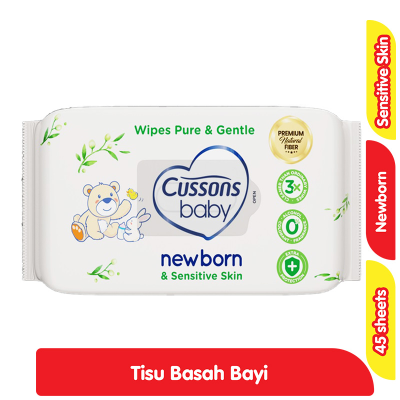 Wipes Pure & Gentle
PREMIUM
Natural
FIBER
Cussons
baby
OPEN
3x
0%
newborn
& Sensitive Skin
Sensitive Skin
Newborn
45 sheets
Tisu Basah Bayi